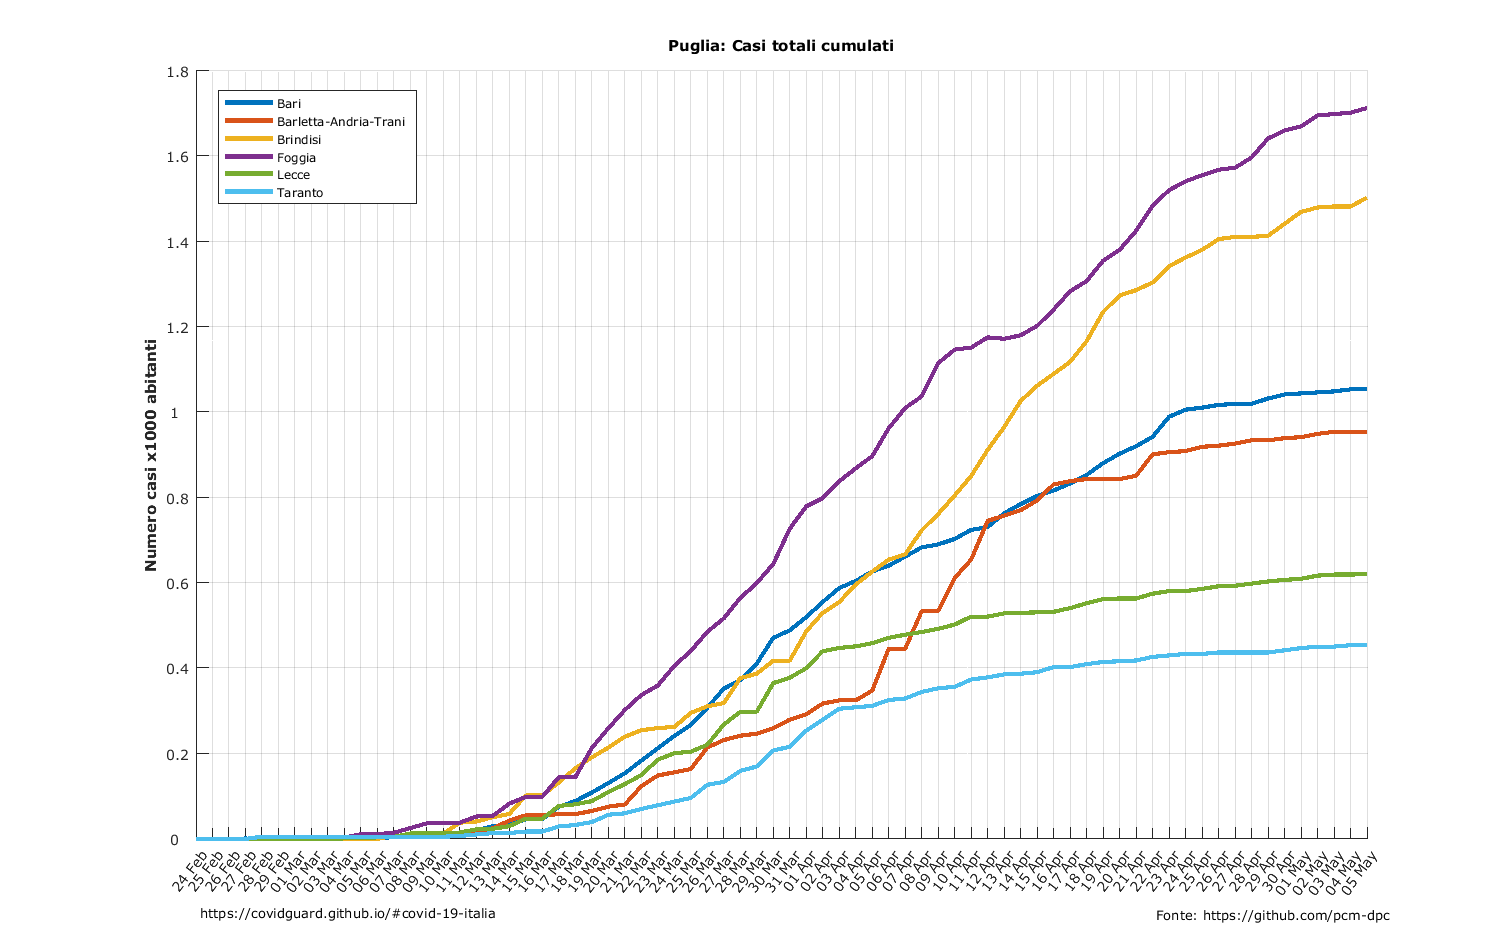 Puglia: Casi totali cumulati
1.8
1.6
1.4
1.2
1
0.8
0.6
0.4
0.2
0
Numero casi x1000 abitanti
Bari
Barletta-Andria-Trani
Brindisi
Foggia
Lecce
Taranto
24 Feb
25 Feb
26 Feb
27 Feb
28 Feb
29 Feb
01 Mar
02 Mar
03 Mar
04 Mar
05 Mar
06 Mar
07 Mar
08 Mar
09 Mar
10 Mar
11 Mar
12 Mar
13 Mar
14 Mar
15 Mar
16 Mar
17 Mar
18 Mar
19 Mar
20 Mar
21 Mar
22 Mar
23 Mar
24 Mar
25 Mar
26 Mar
27 Mar
28 Mar
29 Mar
30 Mar
31 Mar
01 Apr
02 Apr
03 Apr
04 Apr
05 Apr
06 Apr
07 Apr
08 Apr
09 Apr
10 Apr
11 Apr
12 Apr
13 Apr
14 Apr
15 Apr
16 Apr
17 Apr
18 Apr
19 Apr
20 Apr
21 Apr
22 Apr
23 Apr
24 Apr
25 Apr
26 Apr
27 Apr
28 Apr
29 Apr
30 Apr
01 May
02 May
03 May
04 May
05 May
https://covidguard.github.io/#covid-19-italia
Fonte: https://github.com/pcm-dpc